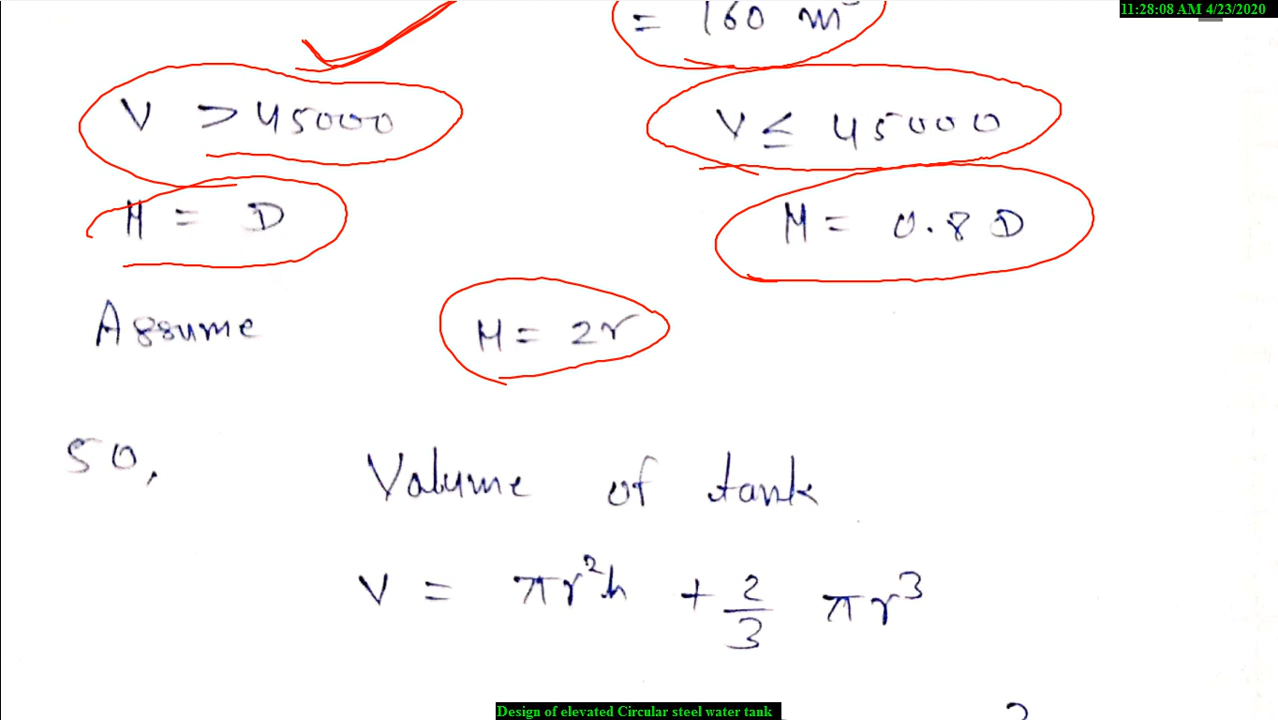 11:28:08 AM 4/23/2020
= 160 m³
V > 45000 V ≤ 45000
H = D H = 0.8 D
Assume H = 2r
SO, Volume of tank
V = πr²h + 2/3 πr³
Design of elevated Circular steel water tank